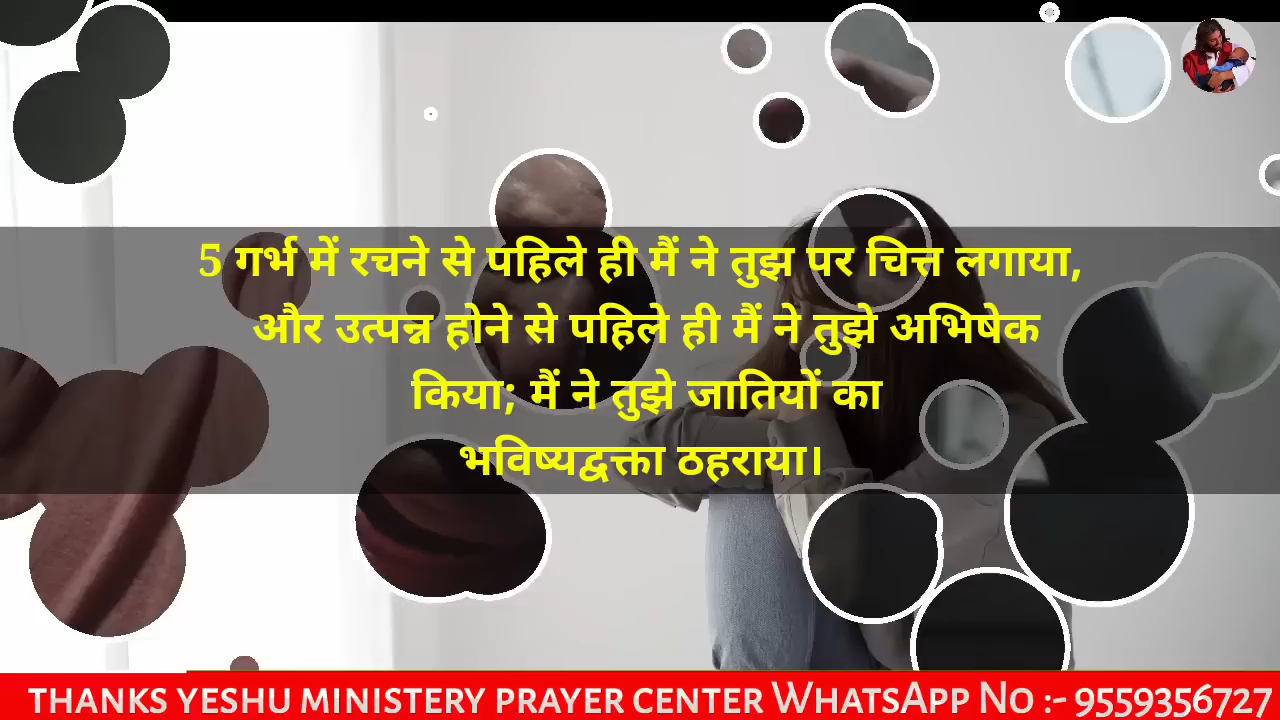 5 गर्भ में रचने से पहिले ही मैं ने तुझ पर चित्त लगाया,
और उत्पन्न होने से पहिले ही मैं ने तुझे अभिषेक
किया; मैं ने तुझे जातियों का
भविष्यद्वक्ता ठहराया।
THANKS YESHU MINISTERY PRAYER CENTER WHATSAPP NO :- 9559356727